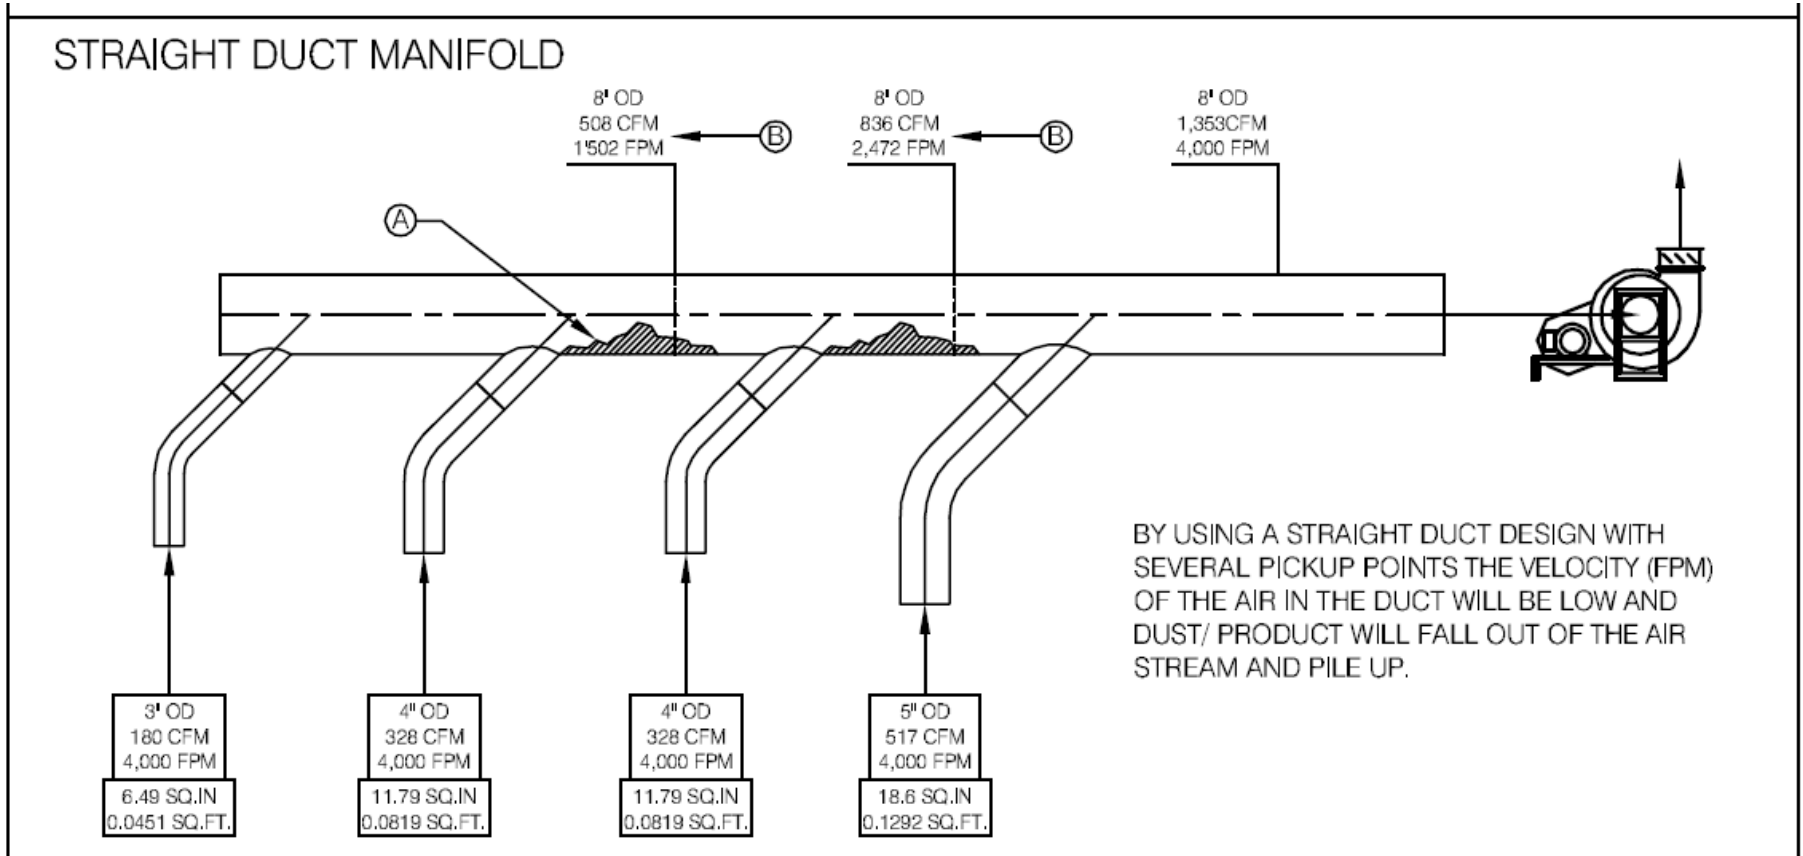 STRAIGHT DUCT MANIFOLD
8' OD
508 CFM
1'502 FPM
B
8' OD
836 CFM
2,472 FPM
B
8' OD
1,353CFM
4,000 FPM
A
BY USING A STRAIGHT DUCT DESIGN WITH
SEVERAL PICKUP POINTS THE VELOCITY (FPM)
OF THE AIR IN THE DUCT WILL BE LOW AND
DUST/ PRODUCT WILL FALL OUT OF THE AIR
STREAM AND PILE UP.
3' OD
180 CFM
4,000 FPM
6.49 SQ.IN
0.0451 SQ.FT.
4" OD
328 CFM
4,000 FPM
11.79 SQ.IN
0.0819 SQ.FT.
4" OD
328 CFM
4,000 FPM
11.79 SQ.IN
0.0819 SQ.FT.
5" OD
517 CFM
4,000 FPM
18.6 SQ.IN
0.1292 SQ.FT.